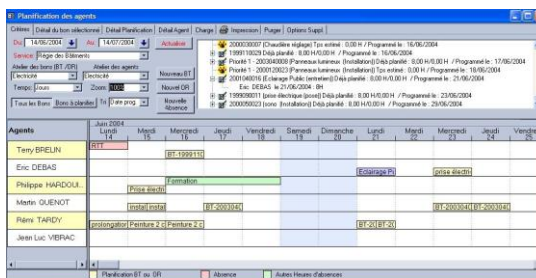 Planification des agents
Critères Détail du bon sélectionné Détail Planification Détail Agent Charge Impression Purger Options Suppl.
Du: 14/06/2004 Au: 14/07/2004 Actualiser
Service: Régie des Bâtiments
Atelier des bons (BT /OR) Atelier des agents
Electricité Electricité
Temps: Jours Zoom: 100%
Tous les Bons Bons à planifier Tri: Date prog.
Nouveau BT
Nouvel OR
Nouvelle Absence
2000030007 (Chaudière réglage) Tps estimé : 0,00 H / Programmé le : 16/06/2004
1999110029 Déjà planifié : 8,00 H/0,00 H / Programmé le : 16/06/2004
Priorité 1 - 2003040008 (Panneaux lumineux (Installation)) Déjà planifié : 8,00 H/0,00 H / Programmé le : 17/06/2004
Priorité 1 - 2000120023 (Panneaux lumineux (Installation)) Tps estimé : 0,00 H / Programmé le : 18/06/2004
2001040016 (Eclairage Public (entretien)) Déjà planifié : 8,00 H/0,00 H / Programmé le : 21/06/2004
Eric DEBAS le 21/06/2004 : 8H
1999090011 (prise électrique (pose)) Déjà planifié : 8,00 H/0,00 H / Programmé le : 23/06/2004
2000050023 (sono (Installation)) Déjà planifié : 8,00 H/0,00 H / Programmé le : 29/06/2004
Agents
Juin 2004
Lundi Mardi Mercredi Jeudi Vendredi Samedi Dimanche Lundi Mardi Mercredi Jeudi Vendre
14 15 16 17 18 19 20 21 22 23 24 25
Terry BRELIN RTT
BT-199911(
Eric DEBAS Eclairage Pu prise électri
Philippe HARDOUI... Formation
Prise électri
Martin QUENOT instal instal BT-200304( BT-200304( BT-200304(
Rémi TARDY prolongation Peinture 2 c Peinture 2 c BT-20( BT-20(
Jean Luc VIBRAC
Planification BT ou OR Absence Autres Heures d'absences